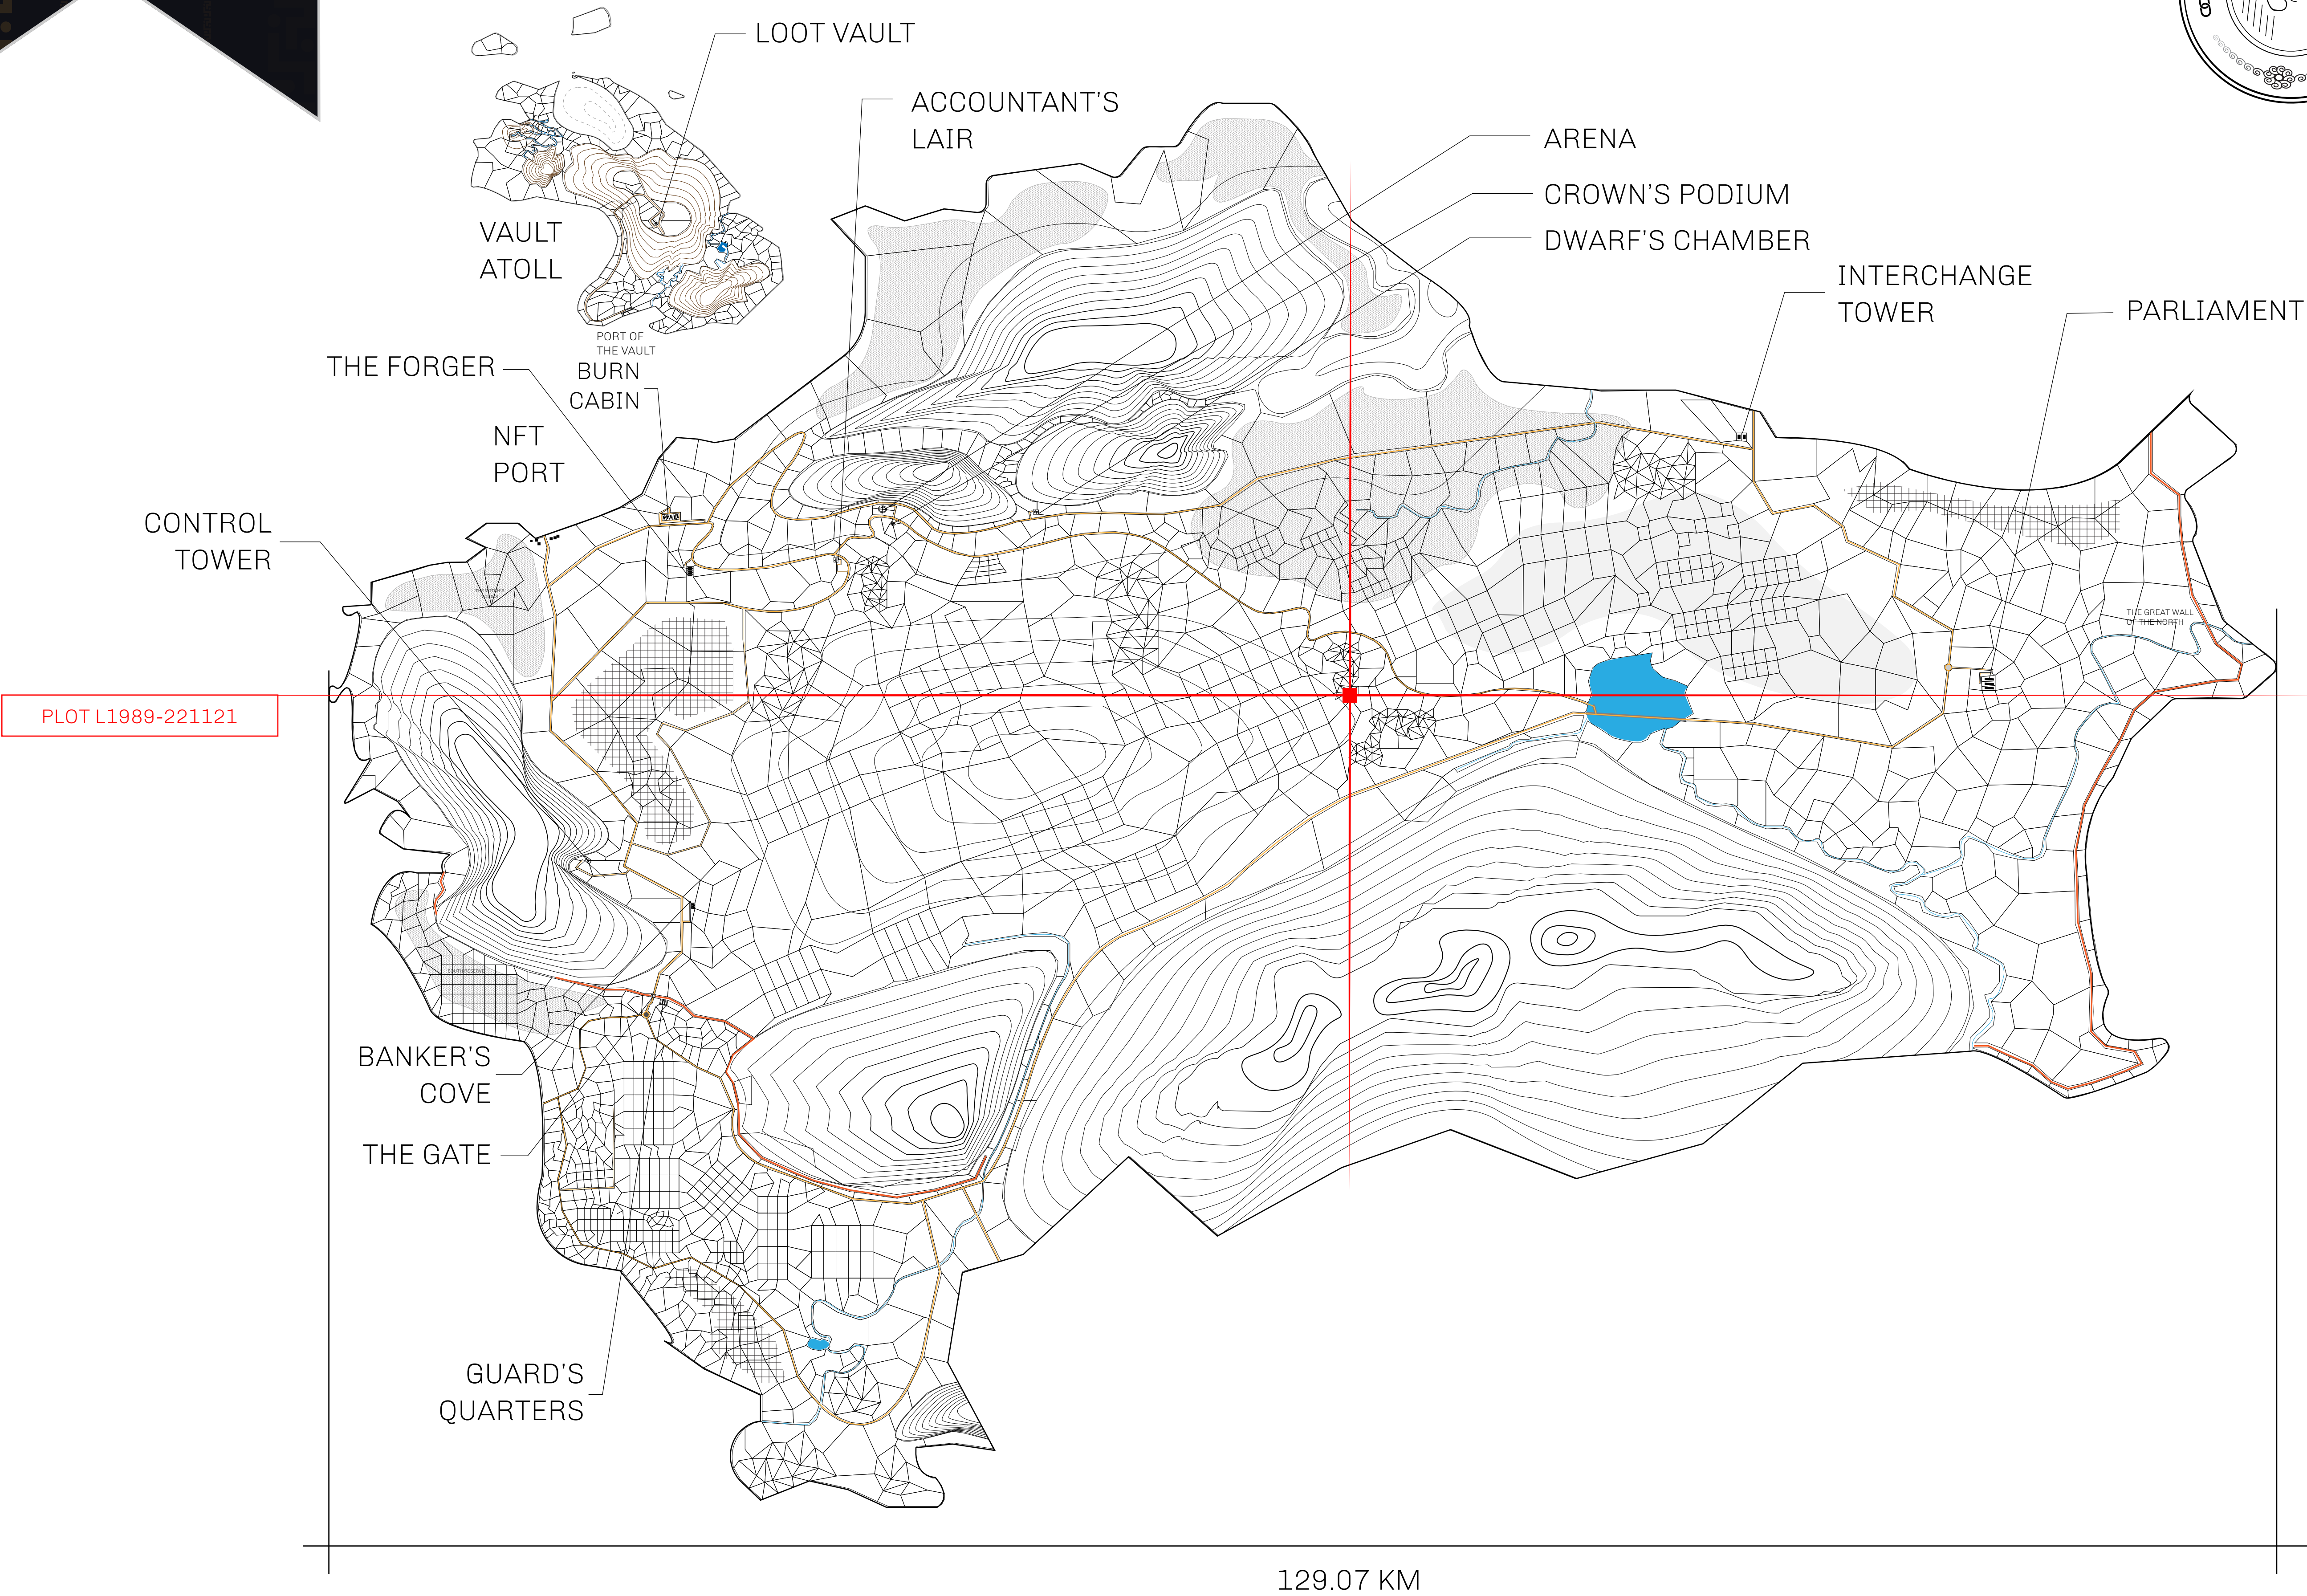 LOOT VAULT
ACCOUNTANT'S
LAIR
ARENA
CROWN'S PODIUM
DWARF'S CHAMBER
VAULT
ATOLL
INTERCHANGE
TOWER
PARLIAMENT
PORT OF
THE VAULT
THE FORGER
BURN
CABIN
NFT
PORT
CONTROL
TOWER
THE GREAT WALL
OF THE NORTH
PLOT L1989-221121
SOUTH RESERVE
BANKER'S
COVE
THE GATE
GUARD'S
QUARTERS
129.07 KM